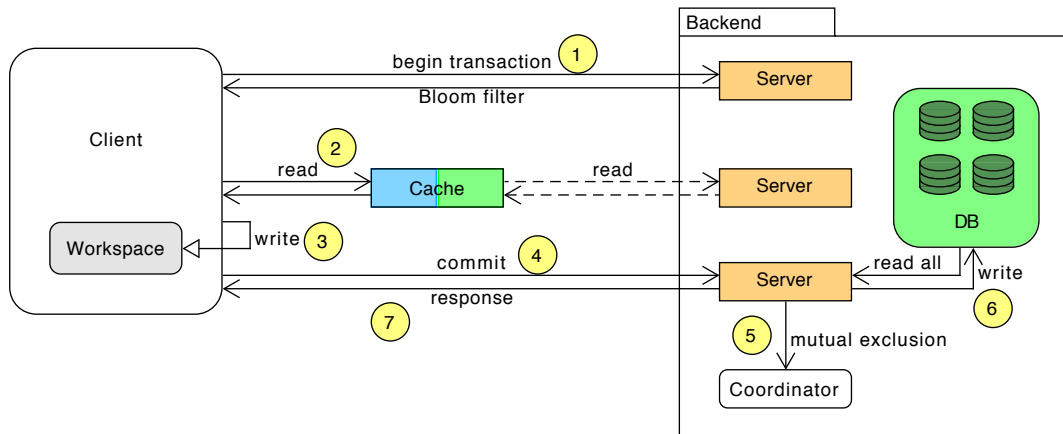 Backend
begin transaction 1
Bloom filter
Server
Client
2
read
Cache
read
Server
DB
Workspace
write 3
commit 4
response
7
Server
read all
write
6
5
mutual exclusion
Coordinator